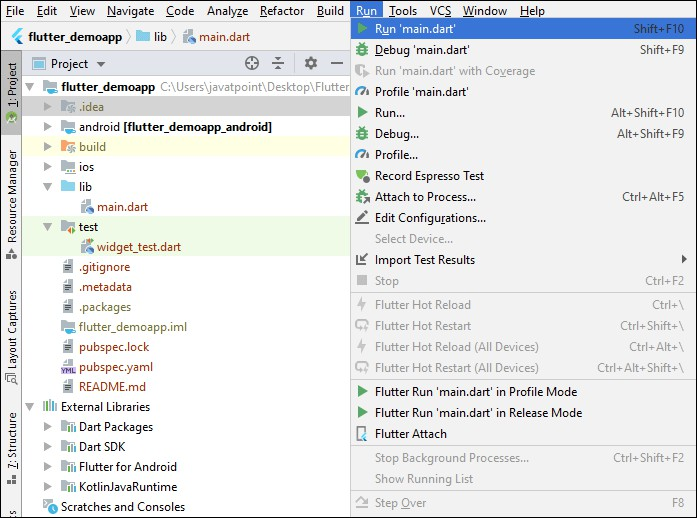 File Edit View Navigate Code Analyze Refactor Build Run Tools VCS Window Help
flutter_demoapp lib main.dart
Project
flutter_demoapp C:\Users\javatpoint\Desktop\Flutter
.idea
android [flutter_demoapp_android]
build
ios
lib
main.dart
test
widget_test.dart
.gitignore
.metadata
.packages
flutter_demoapp.iml
pubspec.lock
YML pubspec.yaml
README.md
External Libraries
Dart Packages
Dart SDK
Flutter for Android
KotlinJavaRuntime
Scratches and Consoles
1: Project
Resource Manager
Layout Captures
7: Structure
Run 'main.dart' Shift+F10
Debug 'main.dart' Shift+F9
Run 'main.dart' with Coverage
Profile 'main.dart'
Run... Alt+Shift+F10
Debug... Alt+Shift+F9
Profile...
Record Espresso Test
Attach to Process... Ctrl+Alt+F5
Edit Configurations...
Select Device...
Import Test Results
Stop Ctrl+F2
Flutter Hot Reload Ctrl+\
Flutter Hot Restart Ctrl+Shift+\
Flutter Hot Reload (All Devices) Ctrl+Alt+\
Flutter Hot Restart (All Devices) Ctrl+Alt+Shift+\
Flutter Run 'main.dart' in Profile Mode
Flutter Run 'main.dart' in Release Mode
Flutter Attach
Stop Background Processes... Ctrl+Shift+F2
Show Running List
Step Over F8